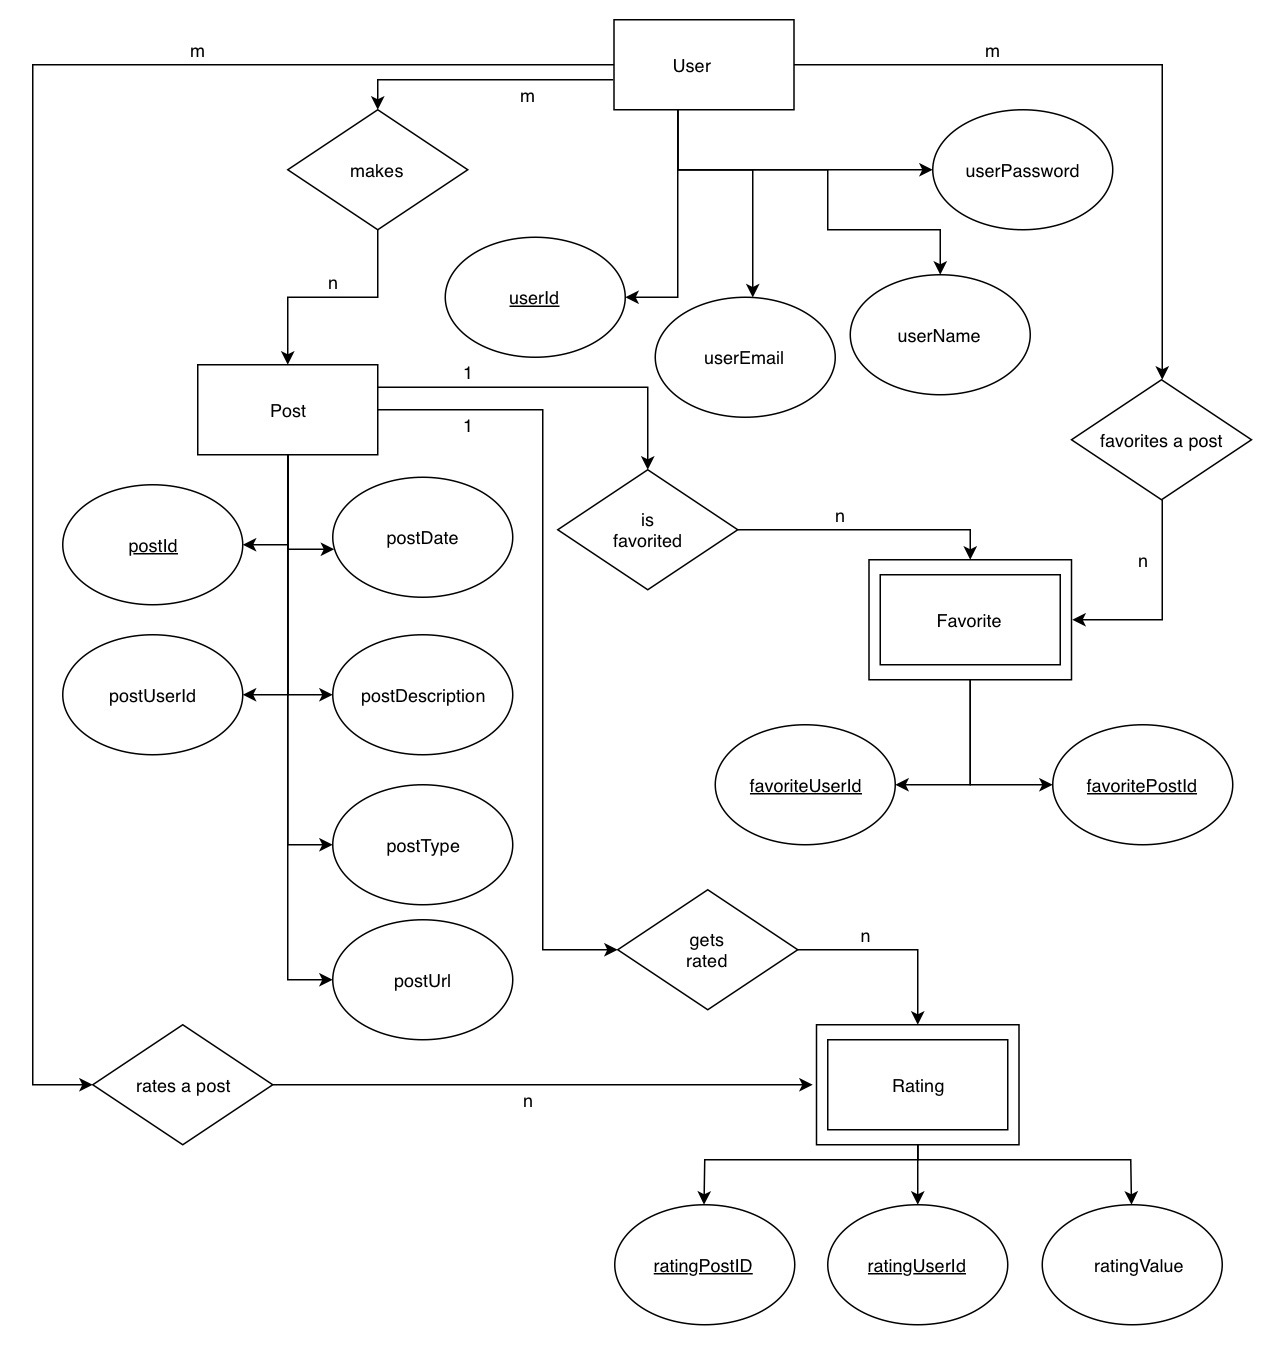 m
User
m
m
makes
userPassword
n
userId
userName
userEmail
1
Post
1
favorites a post
is
favorited
n
postId
postDate
n
Favorite
postUserId
postDescription
favoriteUserId
favoritePostId
postType
gets
rated
n
postUrl
rates a post
n
Rating
ratingPostID
ratingUserId
ratingValue